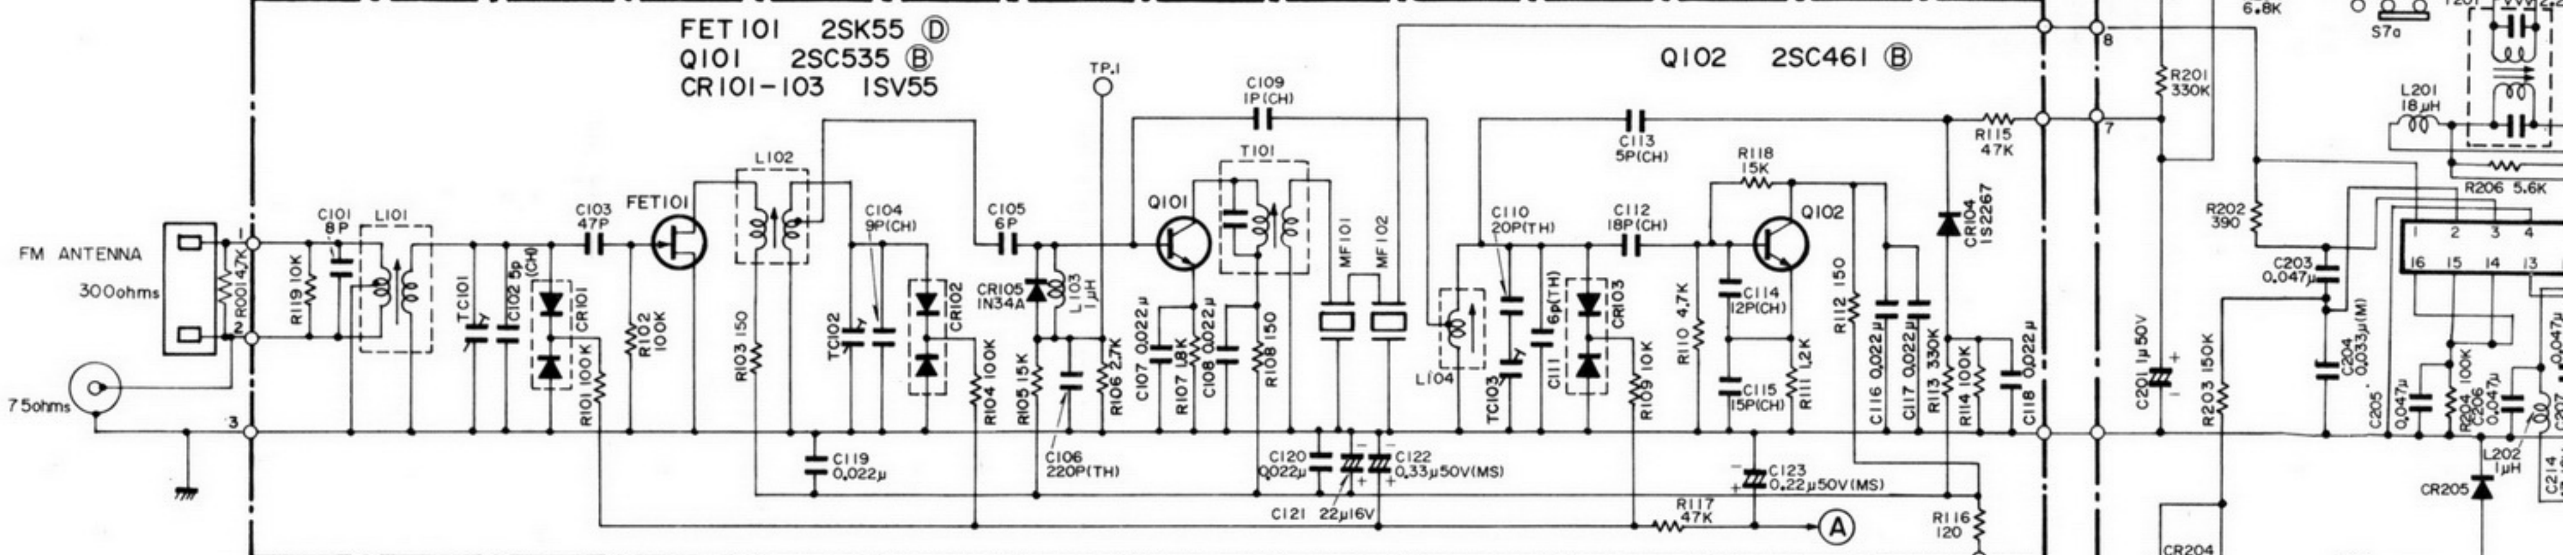 FET101 2SK55 Ⓓ
Q101 2SC535 Ⓑ
CR101-103 1SV55
Q102 2SC461 Ⓑ
6.8K
S7a
8
7
TP.1
C109
1P(CH)
C113
5P(CH)
R115
47K
R201
330K
L201
18μH
R206 5.6K
L102
T101
R118
15K
FM ANTENNA
300ohms
75ohms
1
2
3
R001 4.7K
R119 10K
C101
8P
L101
TC101
C102 5p
(CH)
CR101
R101 100K
C103
47P
R102
100K
FET101
R103 150
TC102
C104
9P(CH)
CR102
R104 100K
C105
6P
CR105
1N34A
L103
1μH
R105 15K
C106
220P(TH)
R106 2.7K
Q101
C107 0.022μ
R107 1.8K
C108 0.022μ
R108 150
MF101
MF102
L104
C110
20P(TH)
TC103
C111
6p(TH)
CR103
C112
18P(CH)
R109 10K
R110 4.7K
C114
12P(CH)
C115
15P(CH)
Q102
R111 1.2K
R112 150
C116 0.022μ
C117 0.022μ
R113 330K
R114 100K
C118 0.022μ
CR104
1S2267
C119
0.022μ
C120
0.022μ
C121 22μ16V
C122
0.33μ50V(MS)
C123
0.22μ50V(MS)
R117
47K
A
R116
120
C201 1μ50V
R202
390
R203 150K
C203
0.047μ
C204
0.033μ(M)
1 2 3 4
16 15 14 13
C205
0.047μ
R204 100K
C206
0.047μ
C207 0.047μ
L202
1μH
CR205
C214
CR204